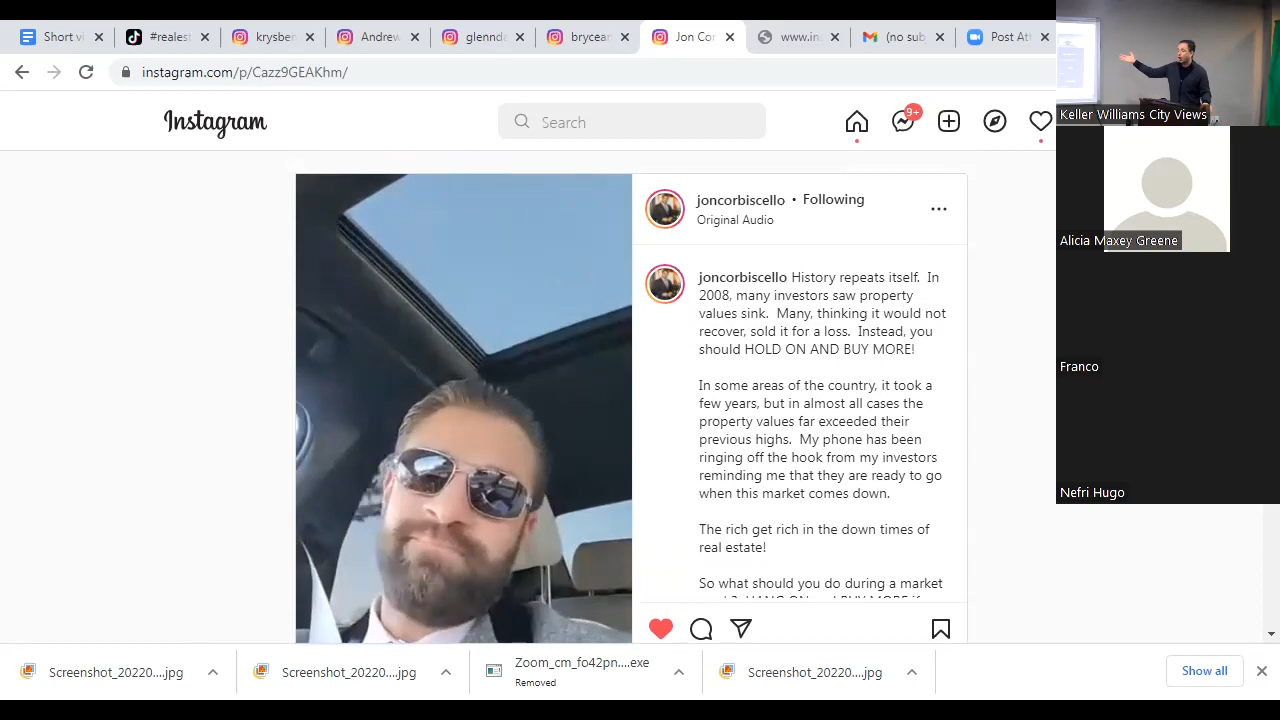 Short vi
#realest
krysben
Andrew
glennda
brycean
Jon Cor
www.ins
(no sub
Post Att
instagram.com/p/Cazz9GEAKhm/
Instagram
Search
9+
joncorbiscello • Following
Original Audio
joncorbiscello History repeats itself. In
2008, many investors saw property
values sink. Many, thinking it would not
recover, sold it for a loss. Instead, you
should HOLD ON AND BUY MORE!
In some areas of the country, it took a
few years, but in almost all cases the
property values far exceeded their
previous highs. My phone has been
ringing off the hook from my investors
reminding me that they are ready to go
when this market comes down.
The rich get rich in the down times of
real estate!
So what should you do during a market
Keller Williams City Views
Alicia Maxey Greene
Franco
Nefri Hugo
Screenshot_20220....jpg
Screenshot_20220....jpg
Zoom_cm_fo42pn....exe
Removed
Screenshot_20220....jpg
Show all